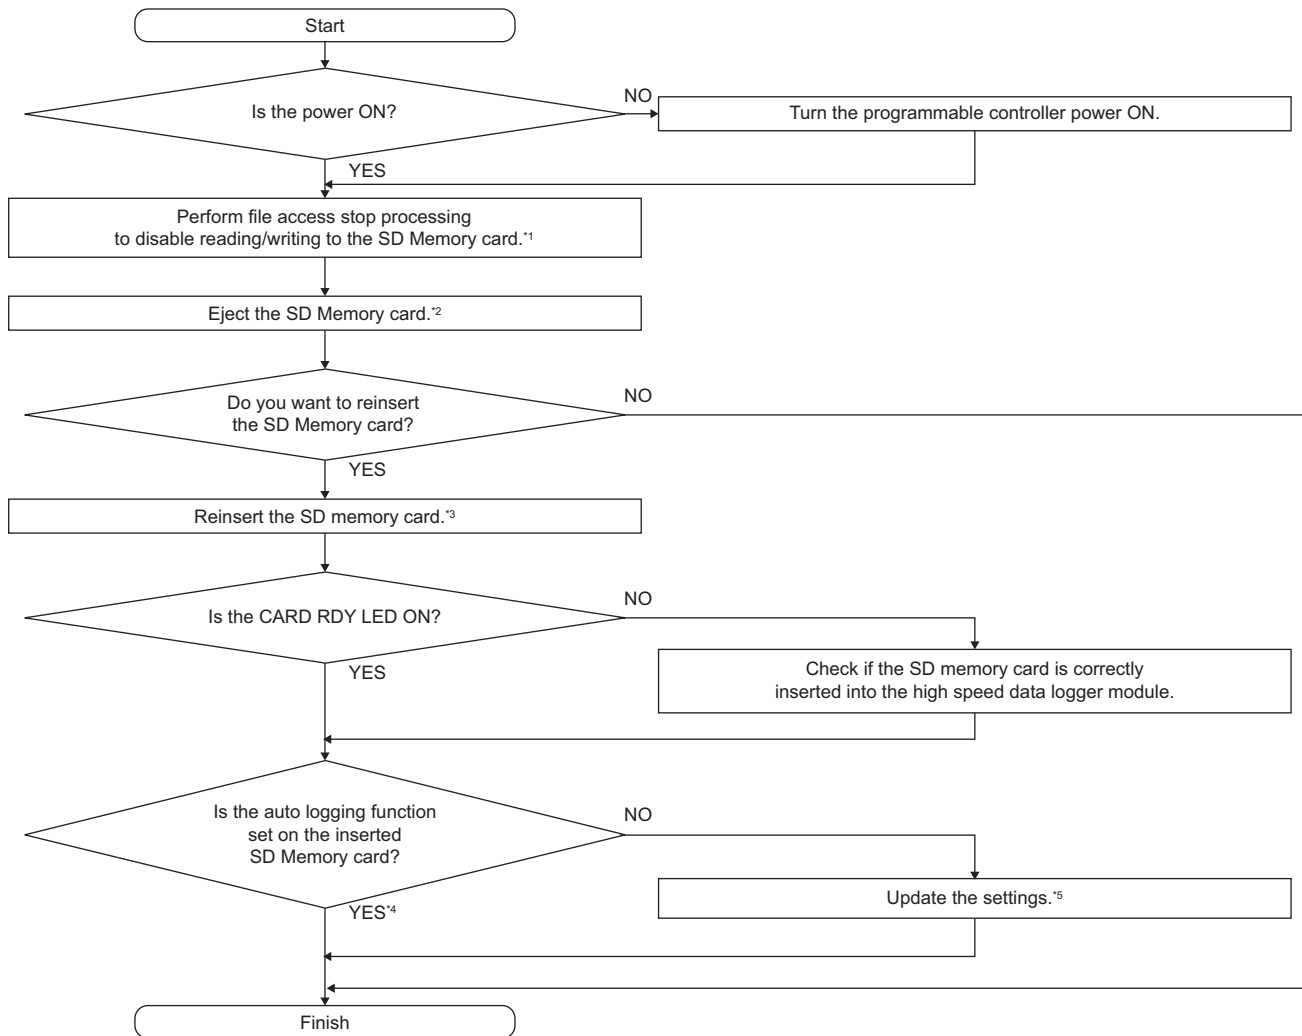 Start
Is the power ON?
NO
Turn the programmable controller power ON.
YES
Perform file access stop processing
to disable reading/writing to the SD Memory card.*1
Eject the SD Memory card.*2
Do you want to reinsert
the SD Memory card?
NO
YES
Reinsert the SD memory card.*3
Is the CARD RDY LED ON?
NO
YES
Check if the SD memory card is correctly
inserted into the high speed data logger module.
Is the auto logging function
set on the inserted
SD Memory card?
NO
YES*4
Update the settings.*5
Finish